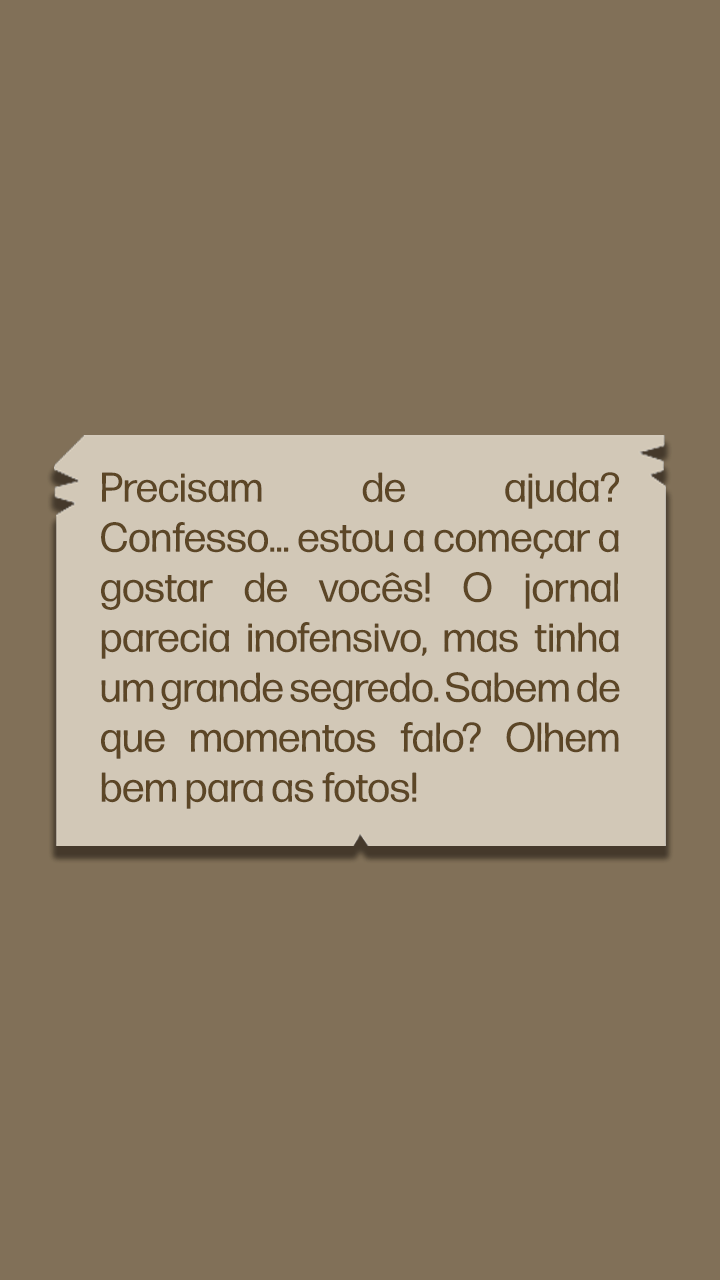 Precisam de ajuda?
Confesso... estou a começar a
gostar de vocês! O jornal
parecia inofensivo, mas tinha
um grande segredo. Sabem de
que momentos falo? Olhem
bem para as fotos!